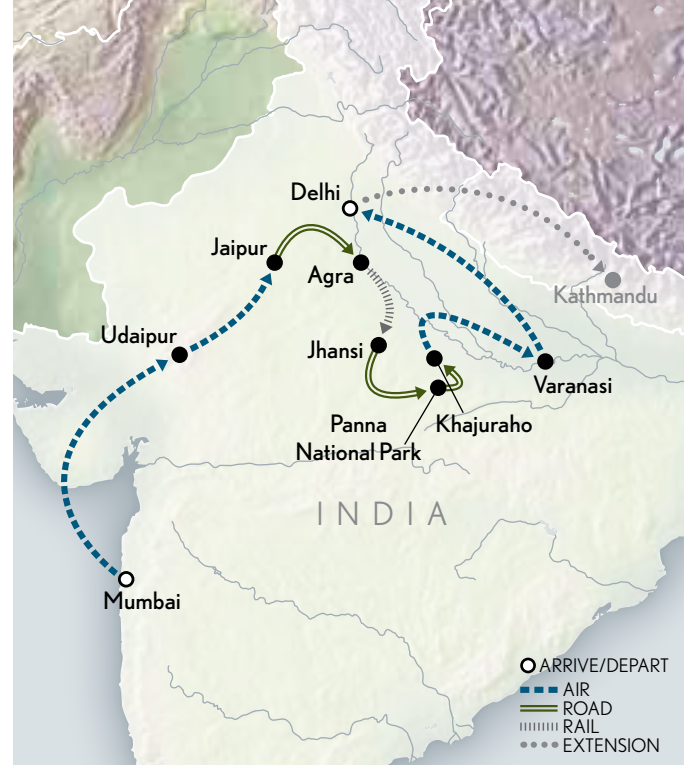 Delhi
Jaipur
Agra
Kathmandu
Udaipur
Jhansi
Varanasi
Panna
National Park
Khajuraho
INDIA
Mumbai
ARRIVE/DEPART
AIR
ROAD
RAIL
EXTENSION